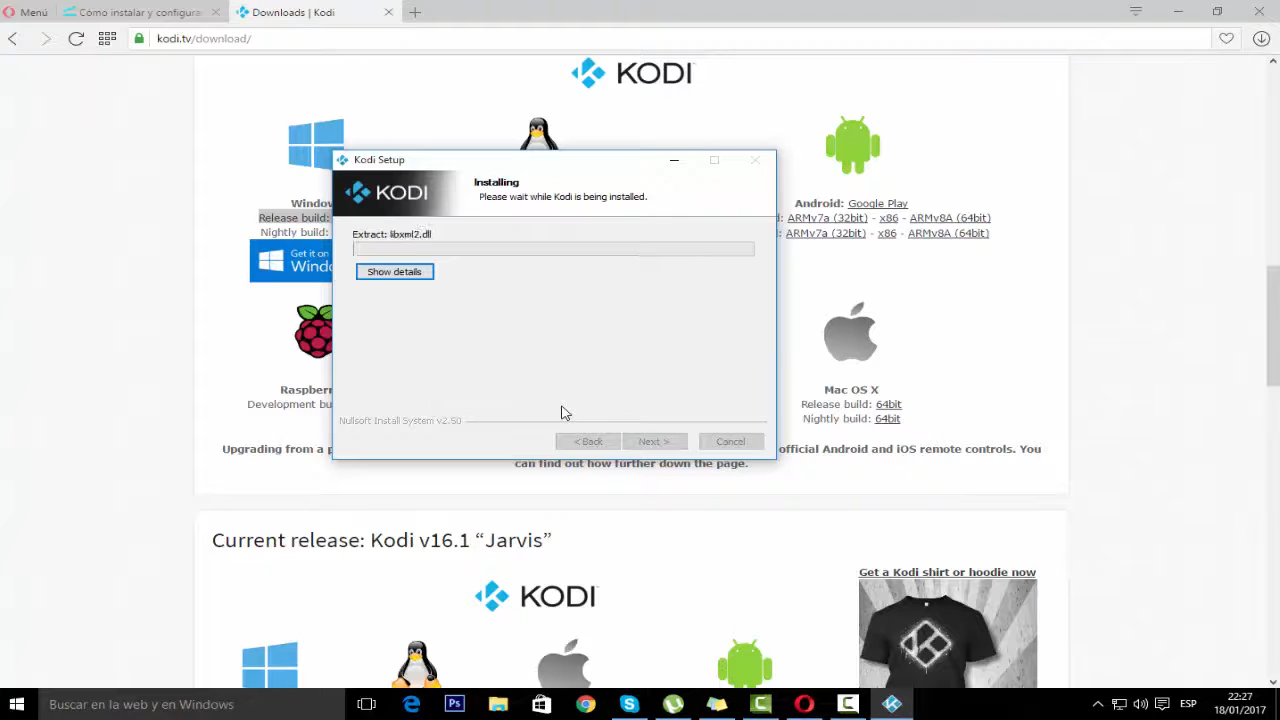 Menú
Cómo instalar y configura
Downloads | Kodi
kodi.tv/download/
KODI
Kodi Setup
KODI
Installing
Please wait while Kodi is being installed.
Extract: libxml2.dll
Show details
Nullsoft Install System v2.50
< Back
Next >
Cancel
Release build:
Nightly build:
Get it on
Android: Google Play
ARMv7a (32bit) - x86 - ARMv8A (64bit)
ARMv7a (32bit) - x86 - ARMv8A (64bit)
Mac OS X
Release build: 64bit
Nightly build: 64bit
Upgrading from a
official Android and iOS remote controls. You
can find out how further down the page.
Current release: Kodi v16.1 “Jarvis”
KODI
Get a Kodi shirt or hoodie now
Buscar en la web y en Windows
Ps
ESP
22:27
18/01/2017